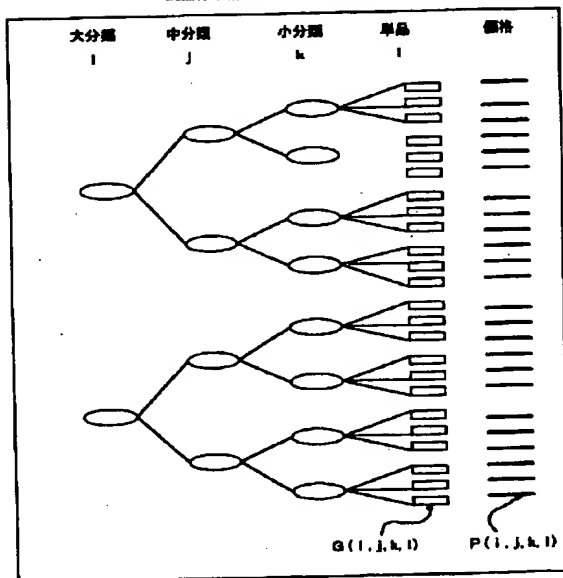 大分類 中分類 小分類 単品 価格
i j k l
G(i,j,k,l) P(i,j,k,l)